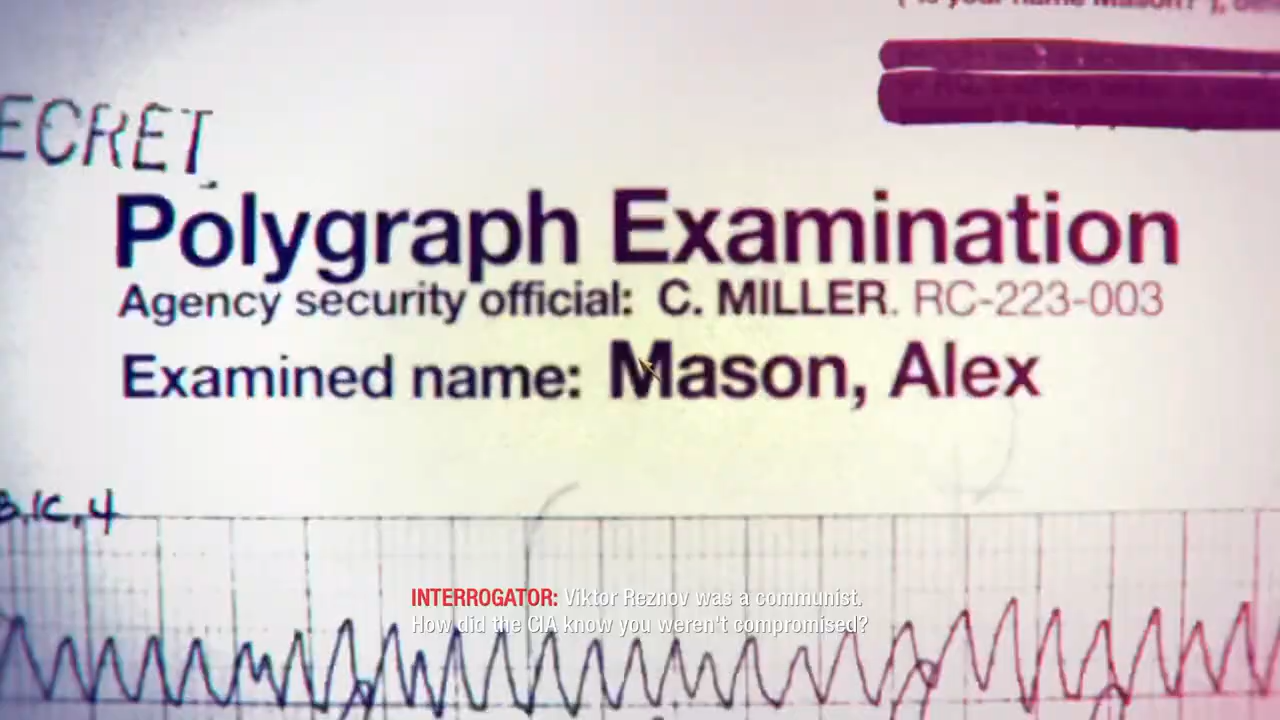 ECRET
Polygraph Examination
Agency security official: C. MILLER. RC-223-003
Examined name: Mason, Alex
INTERROGATOR: Viktor Reznov was a communist.
How did the CIA know you weren't compromised?